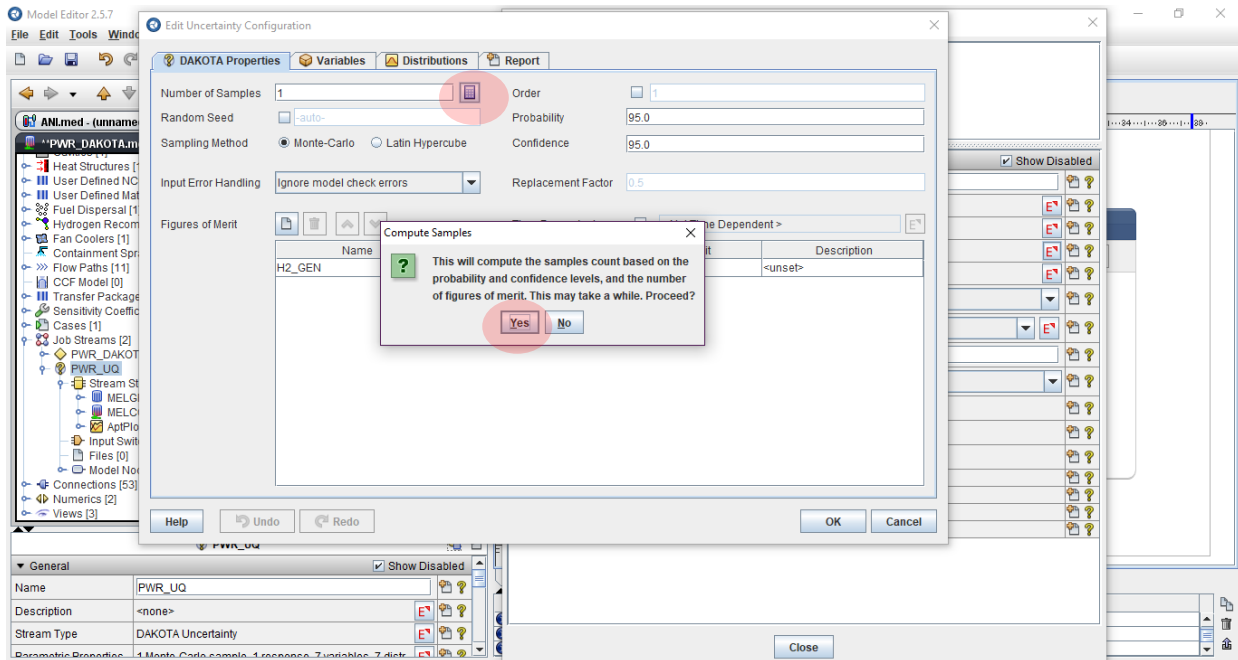 Model Editor 2.5.7
File Edit Tools
Edit Uncertainty Configuration
DAKOTA Properties
Variables
Distributions
Report
Number of Samples 1
Order 1
Random Seed -auto-
Probability 95.0
Sampling Method Monte-Carlo Latin Hypercube
Confidence 95.0
Input Error Handling Ignore model check errors
Replacement Factor 0.5
Figures of Merit
Name
Description
H2_GEN
<unset>
Compute Samples
This will compute the samples count based on the
probability and confidence levels, and the number
of figures of merit. This may take a while. Proceed?
Yes No
Help Undo Redo OK Cancel
ANI.med - (unname
**PWR_DAKOTA.m
Heat Structures [1
User Defined NC
User Defined Mat
Fuel Dispersal [1
Hydrogen Recom
Fan Coolers [1]
Containment Spr
Flow Paths [11]
CCF Model [0]
Transfer Package
Sensitivity Coeffic
Cases [1]
Job Streams [2]
PWR_DAKOT
PWR_UQ
Stream St
MELG
MELC
AptPlo
Input Swit
Files [0]
Model Noo
Connections [53]
Numerics [2]
Views [3]
PWR_UQ
General Show Disabled
Name PWR_UQ
Description <none>
Stream Type DAKOTA Uncertainty
Parametric Properties 1 Monte-Carlo sample, 1 response, 7 variables, 7 distr
Show Disabled
Close